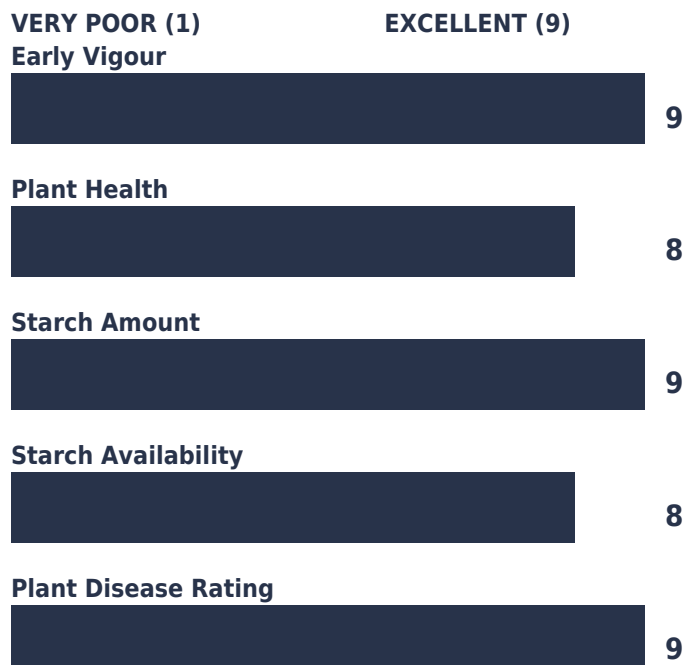 VERY POOR (1) EXCELLENT (9)
Early Vigour
9
Plant Health
8
Starch Amount
9
Starch Availability
8
Plant Disease Rating
9